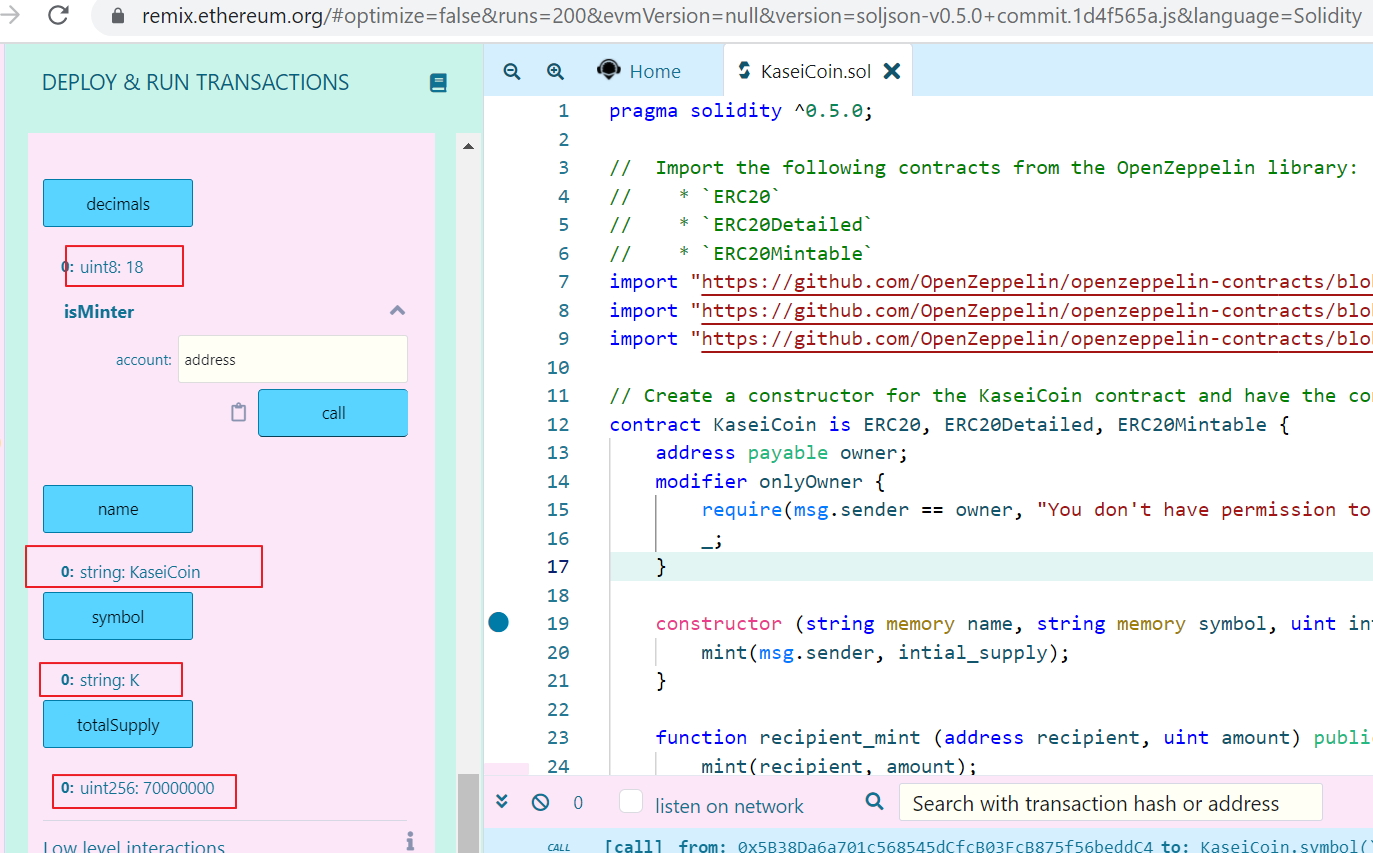 remix.ethereum.org/#optimize=false&runs=200&evmVersion=null&version=soljson-v0.5.0+commit.1d4f565a.js&language=Solidity
DEPLOY & RUN TRANSACTIONS
decimals
0: uint8: 18
isMinter
account: address
call
name
0: string: KaseiCoin
symbol
0: string: K
totalSupply
0: uint256: 70000000
Low level interactions
Home
KaseiCoin.sol
1 pragma solidity ^0.5.0;
2
3 //  Import the following contracts from the OpenZeppelin library:
4 //    * `ERC20`
5 //    * `ERC20Detailed`
6 //    * `ERC20Mintable`
7 import "https://github.com/OpenZeppelin/openzeppelin-contracts/blo
8 import "https://github.com/OpenZeppelin/openzeppelin-contracts/blo
9 import "https://github.com/OpenZeppelin/openzeppelin-contracts/blo
10
11 // Create a constructor for the KaseiCoin contract and have the co
12 contract KaseiCoin is ERC20, ERC20Detailed, ERC20Mintable {
13     address payable owner;
14     modifier onlyOwner {
15         require(msg.sender == owner, "You don't have permission to
16         _;
17     }
18
19     constructor (string memory name, string memory symbol, uint in
20         mint(msg.sender, intial_supply);
21     }
22
23     function recipient_mint (address recipient, uint amount) publi
24         mint(recipient, amount);
0
listen on network
Search with transaction hash or address
CALL [call] from: 0x5B38Da6a701c568545dCfcB03FcB875f56beddC4 to: KaseiCoin.symbol()